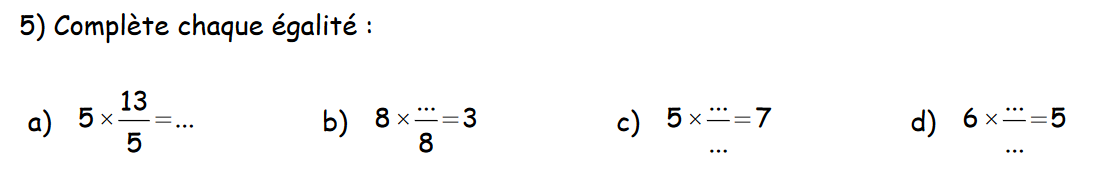 5) Complète chaque égalité :
a) 5 × 13/5 = ... b) 8 × .../8 = 3 c) 5 × .../... = 7 d) 6 × .../... = 5